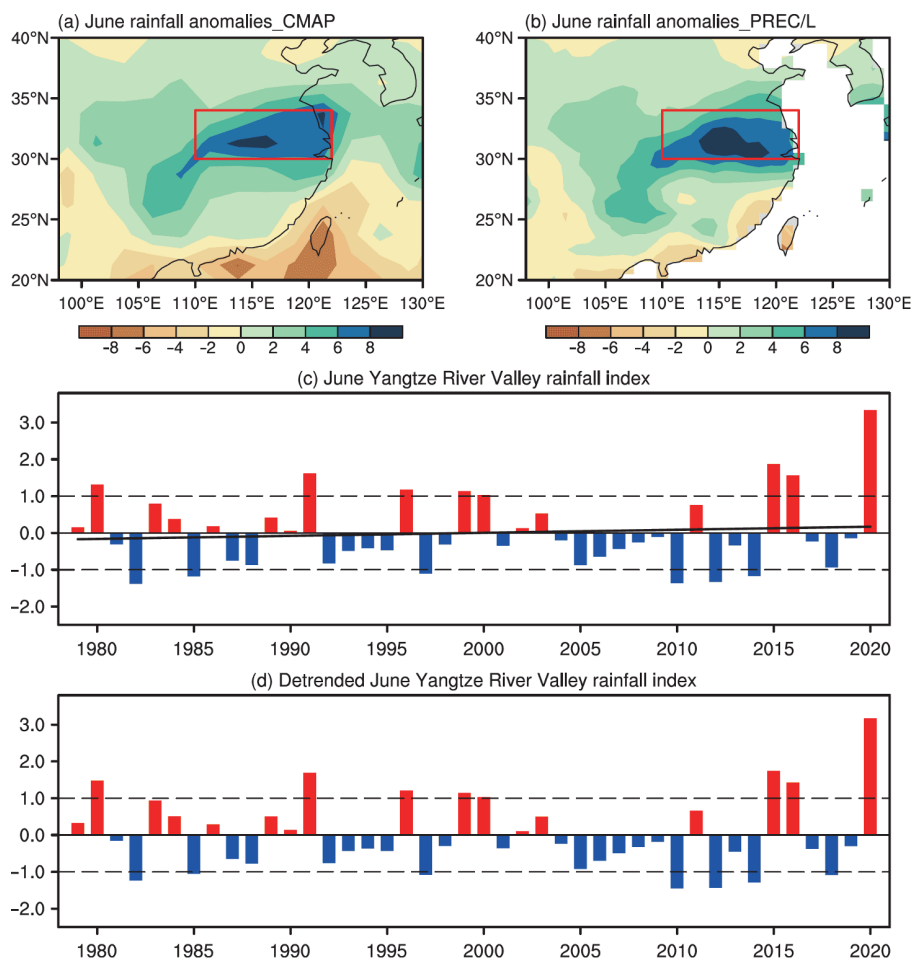 (a) June rainfall anomalies_CMAP
40°N
35°N
30°N
25°N
20°N
100°E 110°E 120°E 130°E
−8 −6 −4 −2 0 2 4 6 8
(b) June rainfall anomalies_PREC/L
40°N
35°N
30°N
25°N
20°N
100°E 105°E 110°E 115°E 120°E 125°E 130°E
−8 −6 −4 −2 0 2 4 6 8
(c) June Yangtze River Valley rainfall index
3.0
2.0
1.0
0.0
−1.0
−2.0
1980 1985 1990 1995 2000 2005 2010 2015 2020
(d) Detrended June Yangtze River Valley rainfall index
3.0
2.0
1.0
0.0
−1.0
−2.0
1980 1985 1990 1995 2000 2005 2010 2015 2020